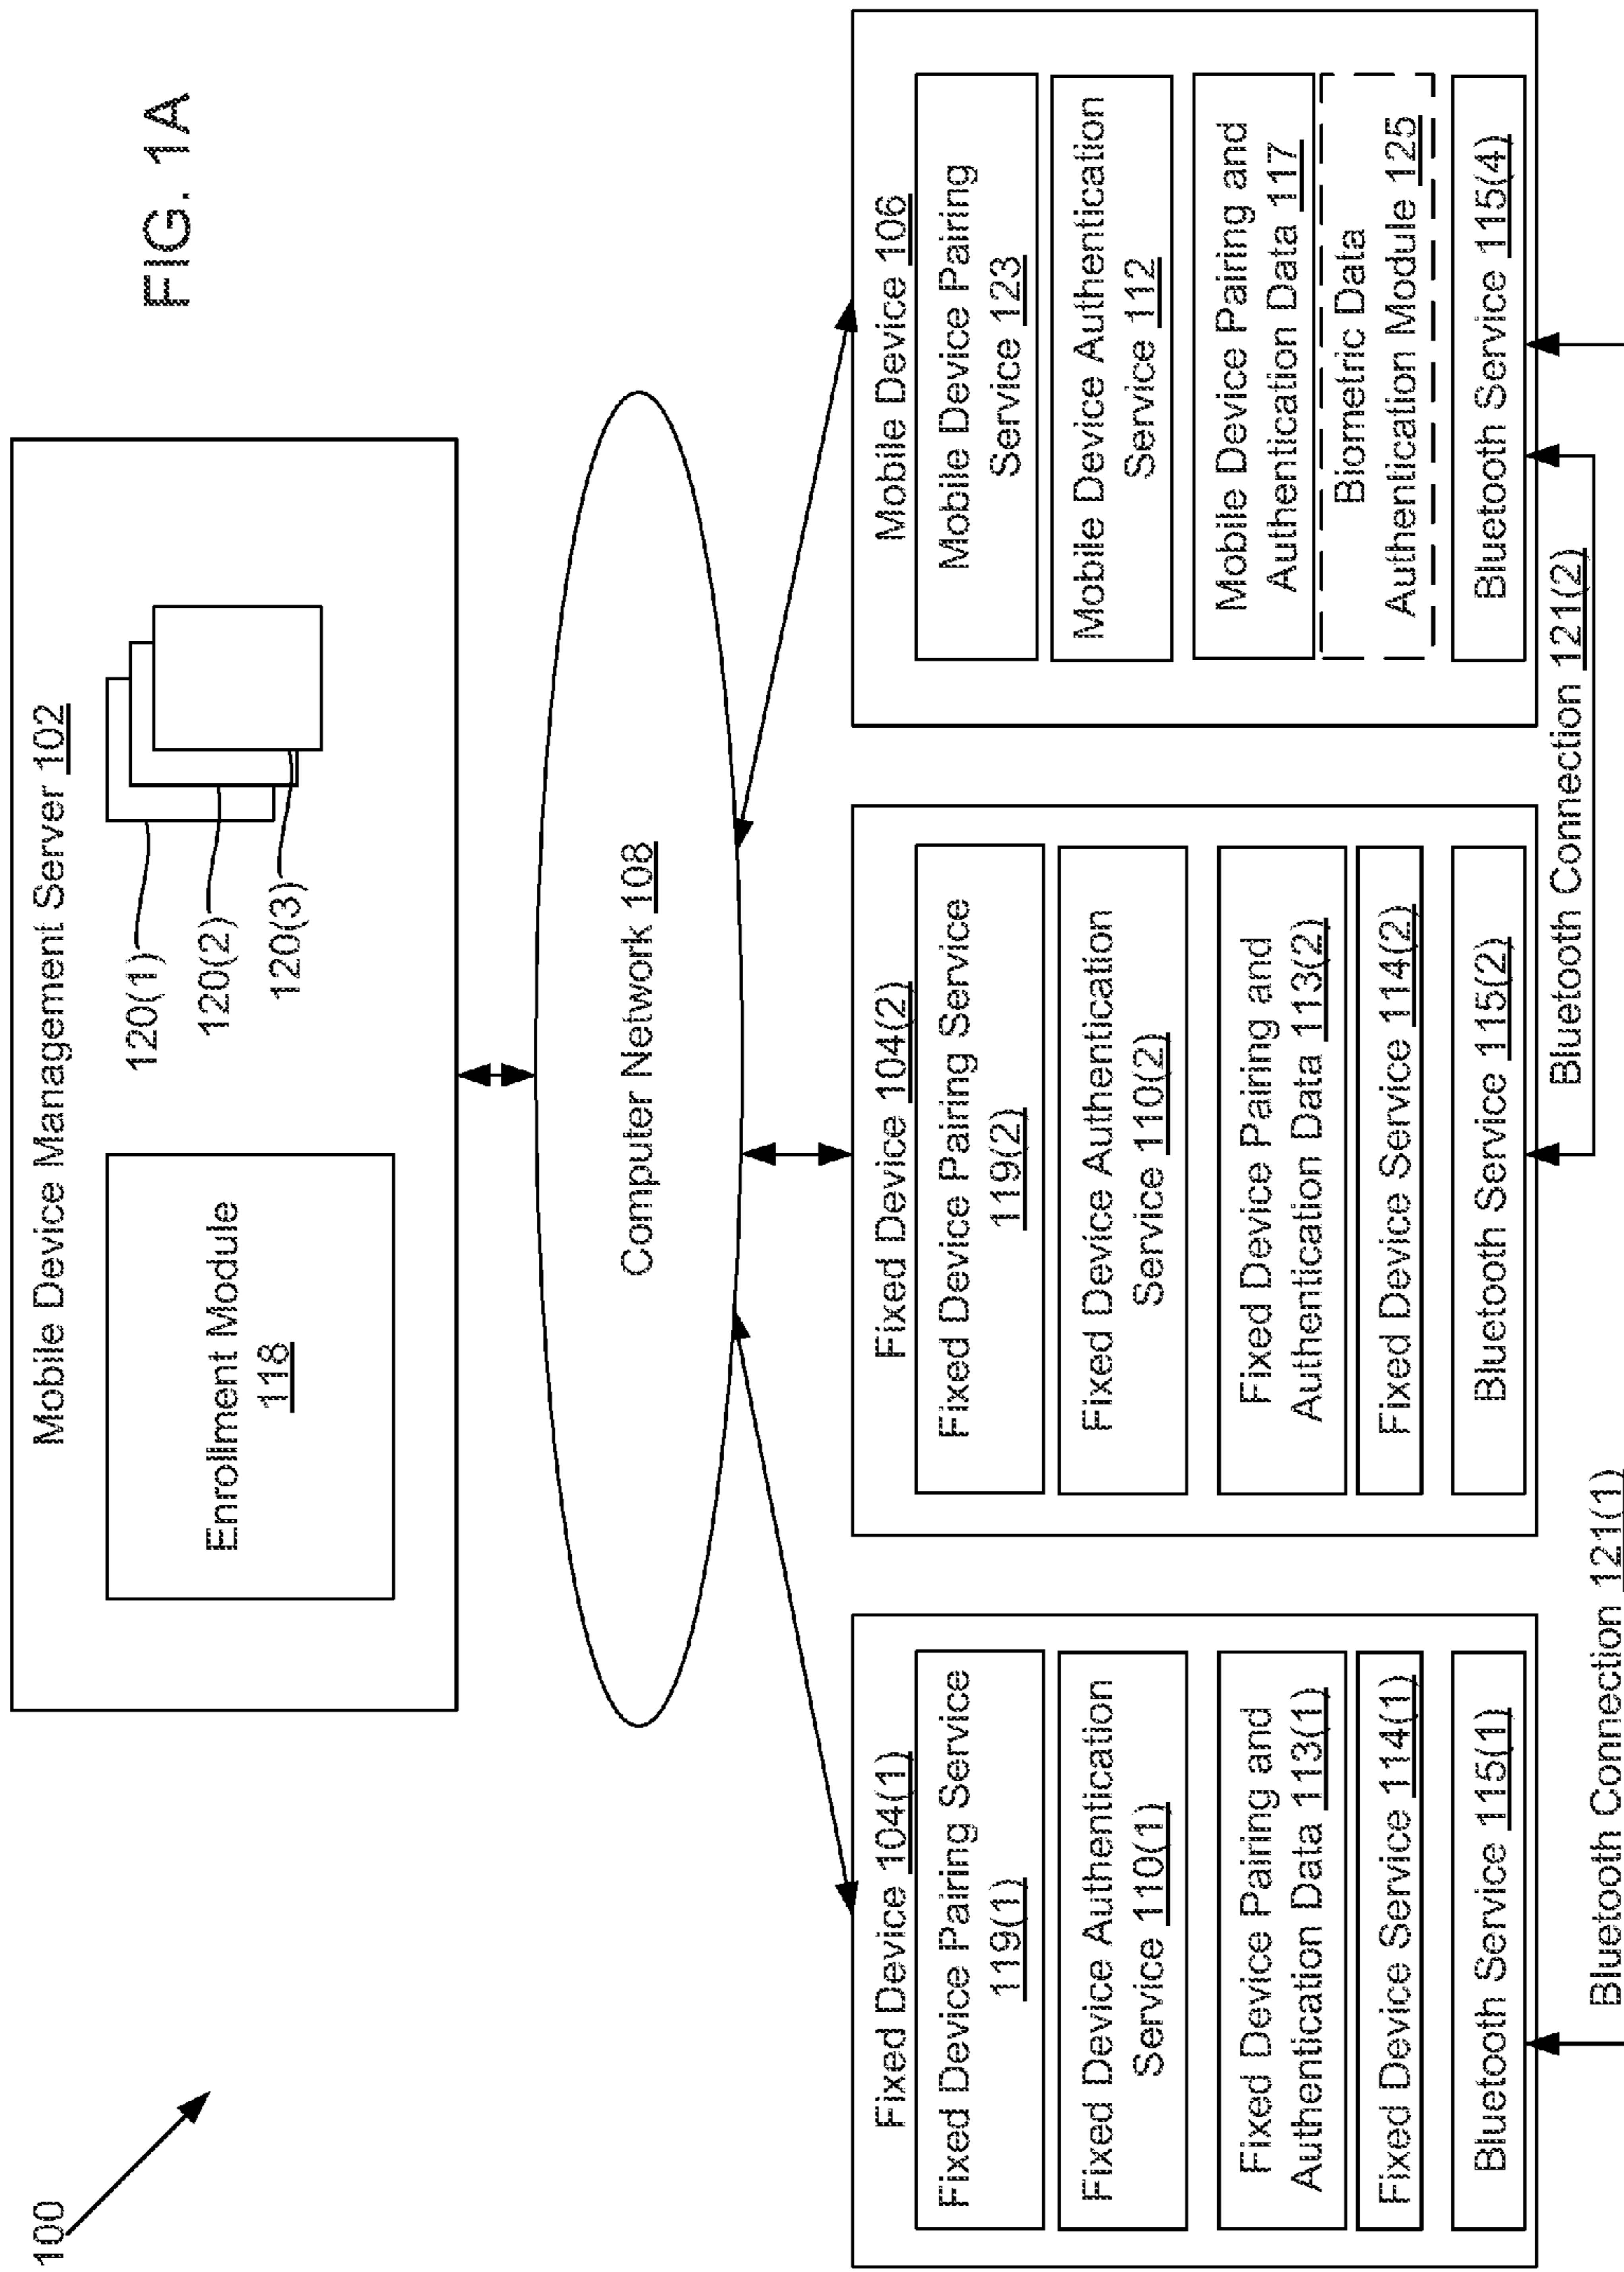 100
FIG. 1A
Mobile Device Management Server 102
Enrollment Module
118
120(1)
120(2)
120(3)
Computer Network 108
Fixed Device 104(1)
Fixed Device Pairing Service
119(1)
Fixed Device Authentication
Service 110(1)
Fixed Device Pairing and
Authentication Data 113(1)
Fixed Device Service 114(1)
Bluetooth Service 115(1)
Fixed Device 104(2)
Fixed Device Pairing Service
119(2)
Fixed Device Authentication
Service 110(2)
Fixed Device Pairing and
Authentication Data 113(2)
Fixed Device Service 114(2)
Bluetooth Service 115(2)
Mobile Device 106
Mobile Device Pairing
Service 123
Mobile Device Authentication
Service 112
Mobile Device Pairing and
Authentication Data 117
Biometric Data
Authentication Module 125
Bluetooth Service 115(4)
Bluetooth Connection 121(2)
Bluetooth Connection 121(1)